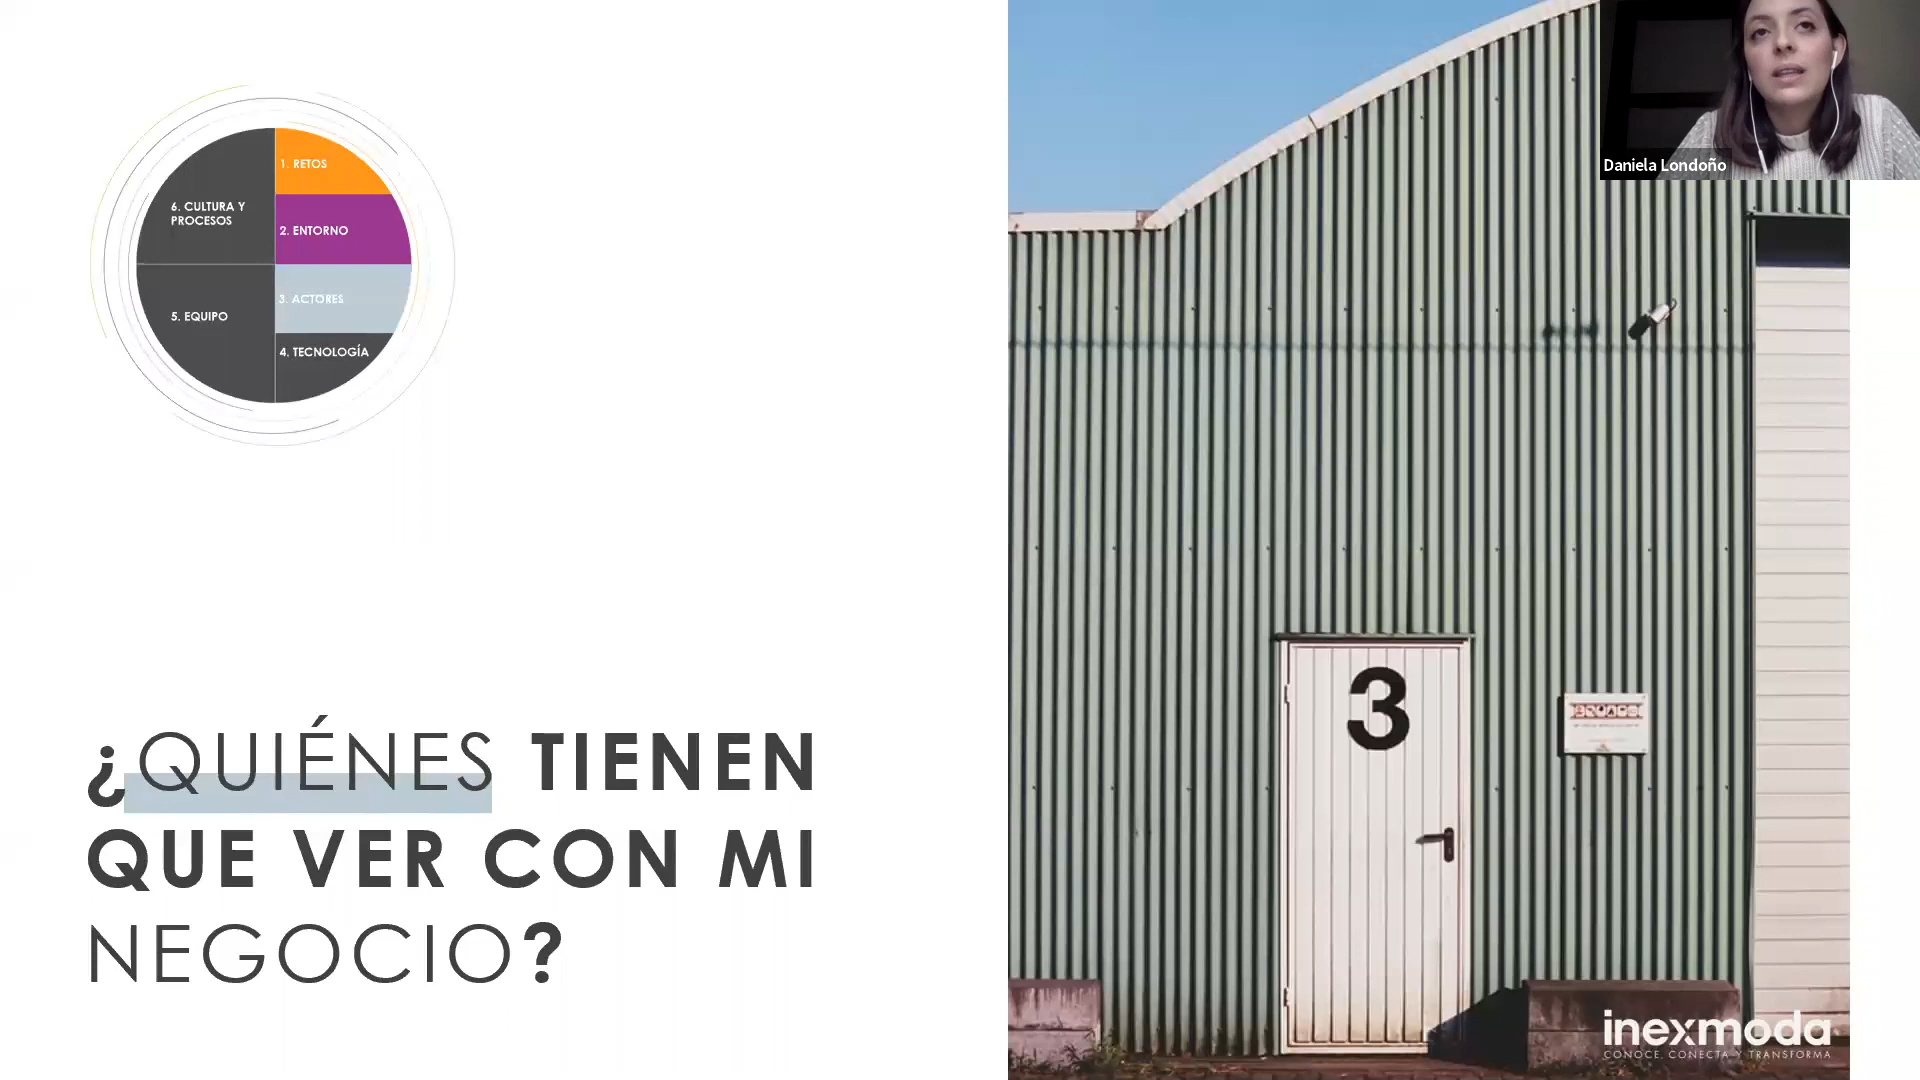 1. RETOS
2. ENTORNO
3. ACTORES
4. TECNOLOGÍA
5. EQUIPO
6. CULTURA Y
PROCESOS
¿QUIÉNES TIENEN
QUE VER CON MI
NEGOCIO?
Daniela Londoño
3
inexmoda
CONOCE, CONECTA Y TRANSFORMA